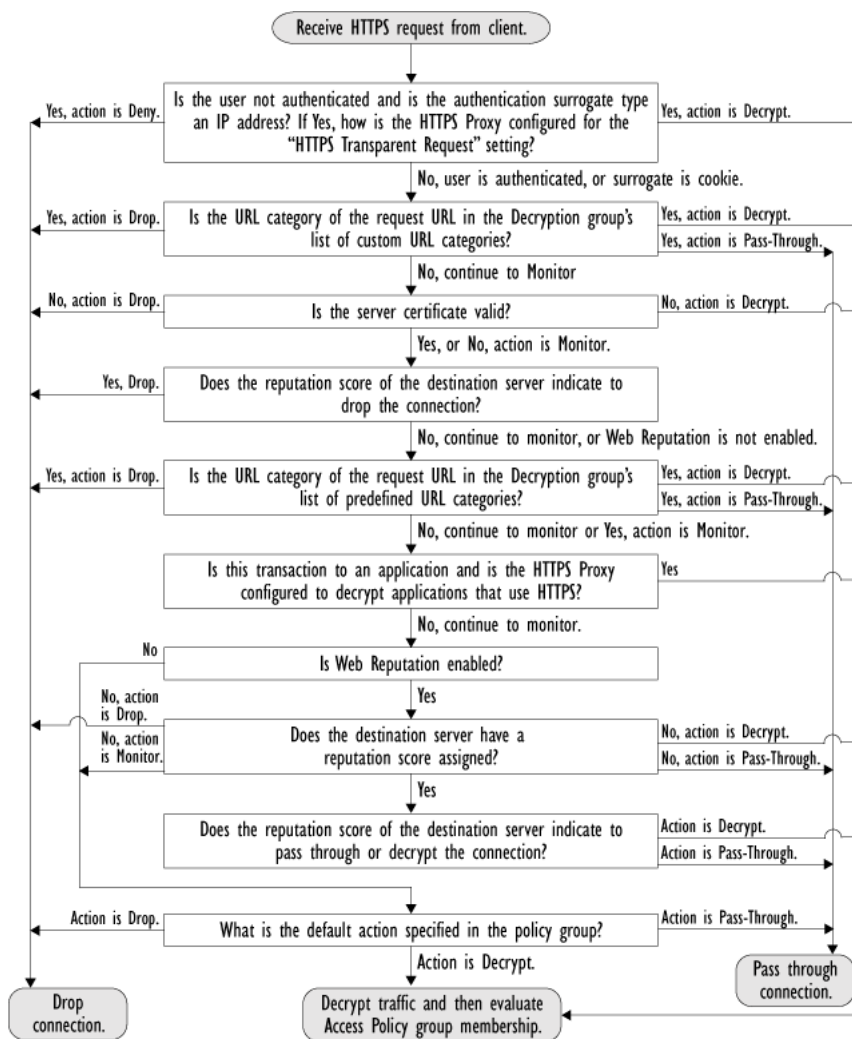 Receive HTTPS request from client.
Yes, action is Deny.
Is the user not authenticated and is the authentication surrogate type
an IP address? If Yes, how is the HTTPS Proxy configured for the
“HTTPS Transparent Request” setting?
Yes, action is Decrypt.
No, user is authenticated, or surrogate is cookie.
Yes, action is Drop.
Is the URL category of the request URL in the Decryption group's
list of custom URL categories?
Yes, action is Decrypt.
Yes, action is Pass-Through.
No, continue to Monitor
No, action is Drop.
Is the server certificate valid?
No, action is Decrypt.
Yes, or No, action is Monitor.
Yes, Drop.
Does the reputation score of the destination server indicate to
drop the connection?
No, continue to monitor, or Web Reputation is not enabled.
Yes, action is Drop.
Is the URL category of the request URL in the Decryption group's
list of predefined URL categories?
Yes, action is Decrypt.
Yes, action is Pass-Through.
No, continue to monitor or Yes, action is Monitor.
Is this transaction to an application and is the HTTPS Proxy
configured to decrypt applications that use HTTPS?
Yes
No, continue to monitor.
No
Is Web Reputation enabled?
Yes
No, action
is Drop.
No, action
is Monitor.
Does the destination server have a
reputation score assigned?
No, action is Decrypt.
No, action is Pass-Through.
Yes
Does the reputation score of the destination server indicate to
pass through or decrypt the connection?
Action is Decrypt.
Action is Pass-Through.
Action is Drop.
What is the default action specified in the policy group?
Action is Pass-Through.
Action is Decrypt.
Drop
connection.
Decrypt traffic and then evaluate
Access Policy group membership.
Pass through
connection.